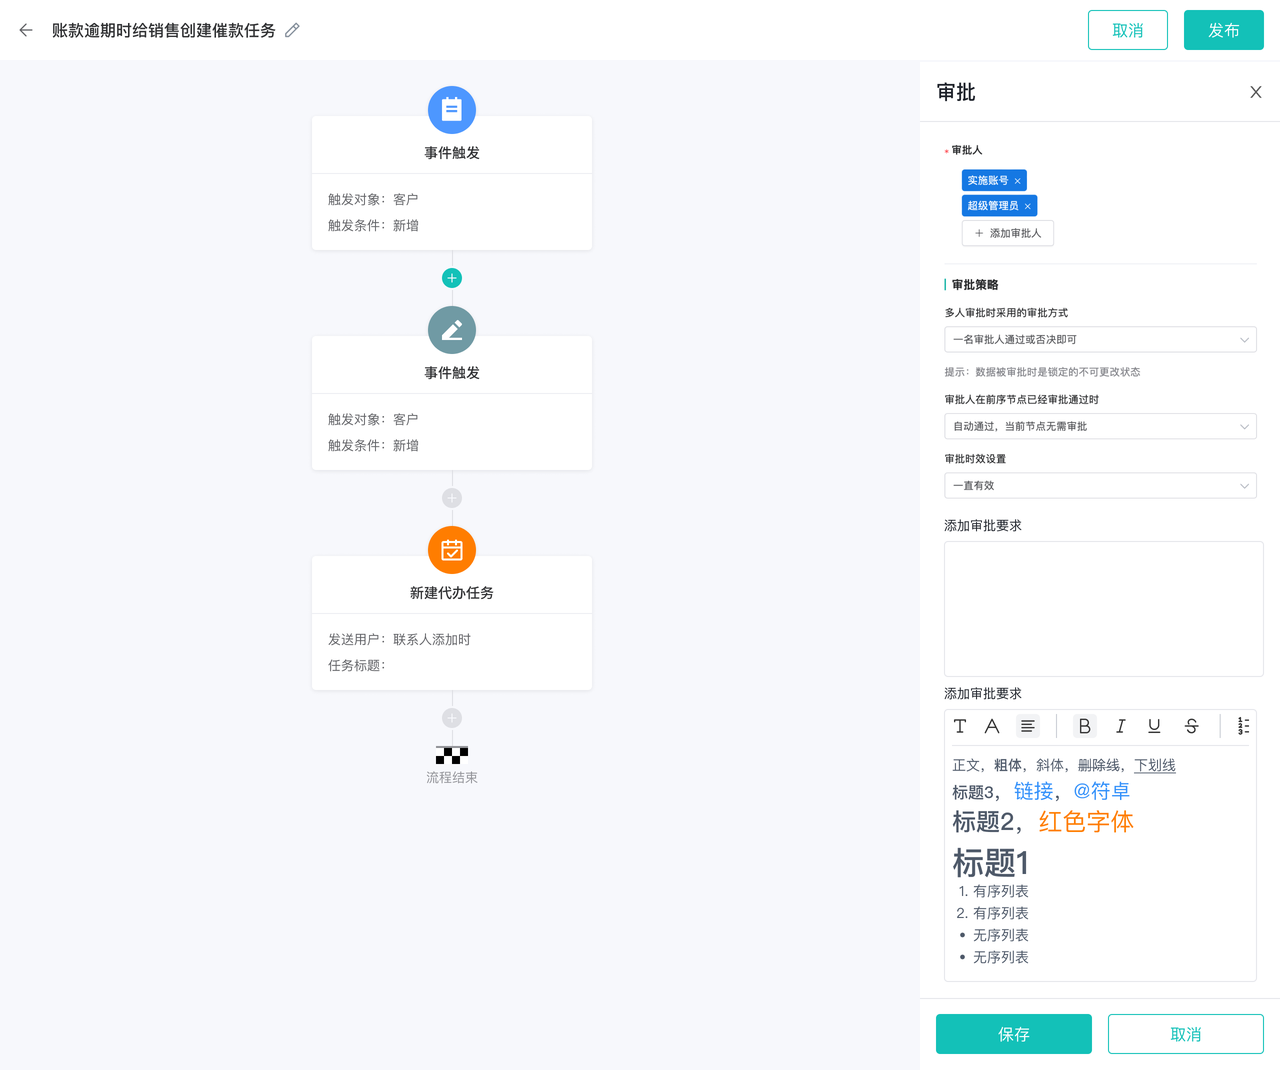 账款逾期时给销售创建催款任务
取消
发布
事件触发
触发对象：客户
触发条件：新增
事件触发
触发对象：客户
触发条件：新增
新建代办任务
发送用户：联系人添加时
任务标题：
流程结束
审批
* 审批人
实施账号 ×
超级管理员 ×
+ 添加审批人
审批策略
多人审批时采用的审批方式
一名审批人通过或否决即可
提示：数据被审批时是锁定的不可更改状态
审批人在前序节点已经审批通过时
自动通过，当前节点无需审批
审批时效设置
一直有效
添加审批要求
添加审批要求
正文，粗体，斜体，删除线，下划线
标题3，链接，@符卓
标题2，红色字体
标题1
1. 有序列表
2. 有序列表
• 无序列表
• 无序列表
保存
取消